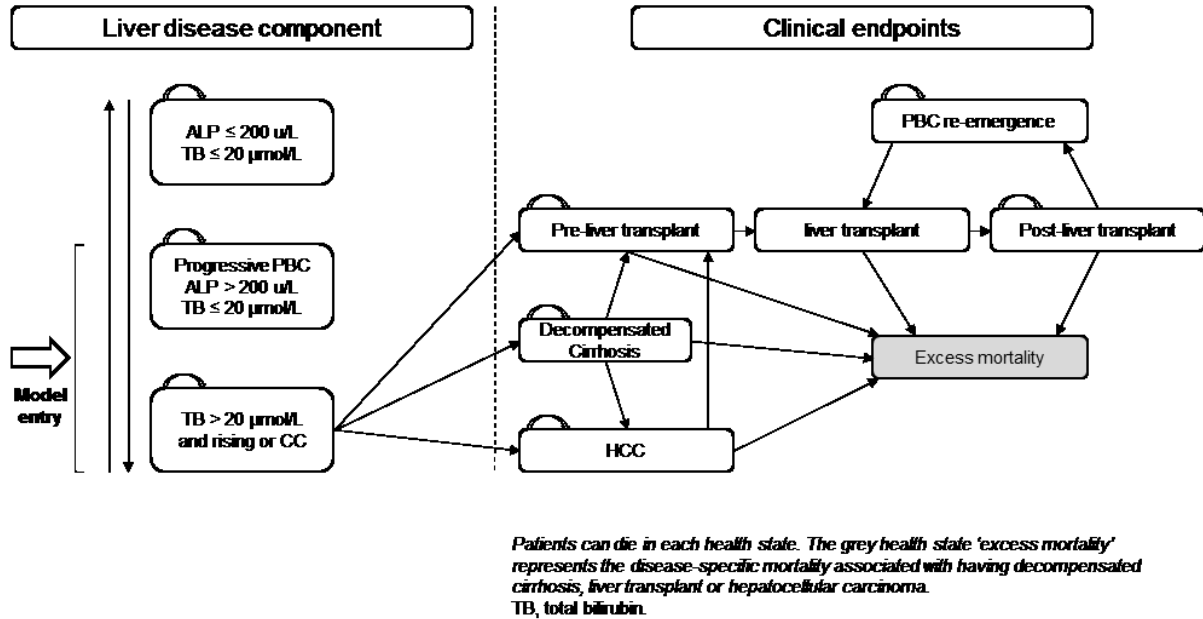 Liver disease component
Clinical endpoints
ALP ≤ 200 u/L
TB ≤ 20 µmol/L
Progressive PBC
ALP > 200 u/L
TB ≤ 20 µmol/L
Model
entry
TB > 20 µmol/L
and rising or CC
PBC re-emergence
Pre-liver transplant
liver transplant
Post-liver transplant
Decompensated
Cirrhosis
Excess mortality
HCC
Patients can die in each health state. The grey health state ‘excess mortality’
represents the disease-specific mortality associated with having decompensated
cirrhosis, liver transplant or hepatocellular carcinoma.
TB, total bilirubin.